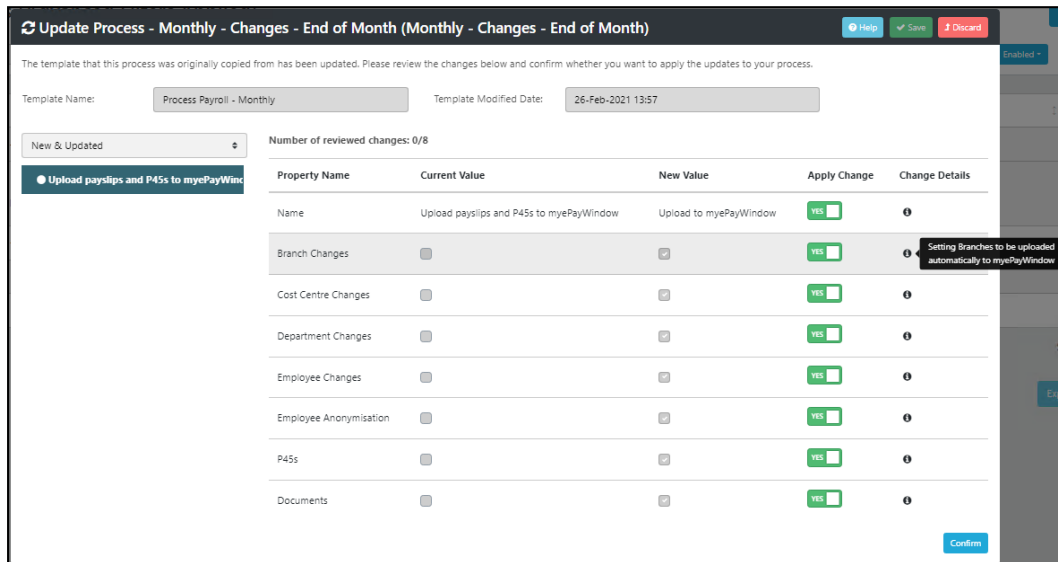 Update Process - Monthly - Changes - End of Month (Monthly - Changes - End of Month)
Help
Save
Discard
Enabled
The template that this process was originally copied from has been updated. Please review the changes below and confirm whether you want to apply the updates to your process.
Template Name:
Process Payroll - Monthly
Template Modified Date:
26-Feb-2021 13:57
New & Updated
Number of reviewed changes: 0/8
Upload payslips and P45s to myePayWinc
Property Name Current Value New Value Apply Change Change Details
Name Upload payslips and P45s to myePayWindow Upload to myePayWindow YES
Branch Changes YES
Setting Branches to be uploaded
automatically to myePayWindow
Cost Centre Changes YES
Department Changes YES
Employee Changes YES
Ex
Employee Anonymisation YES
P45s YES
Documents YES
Confirm